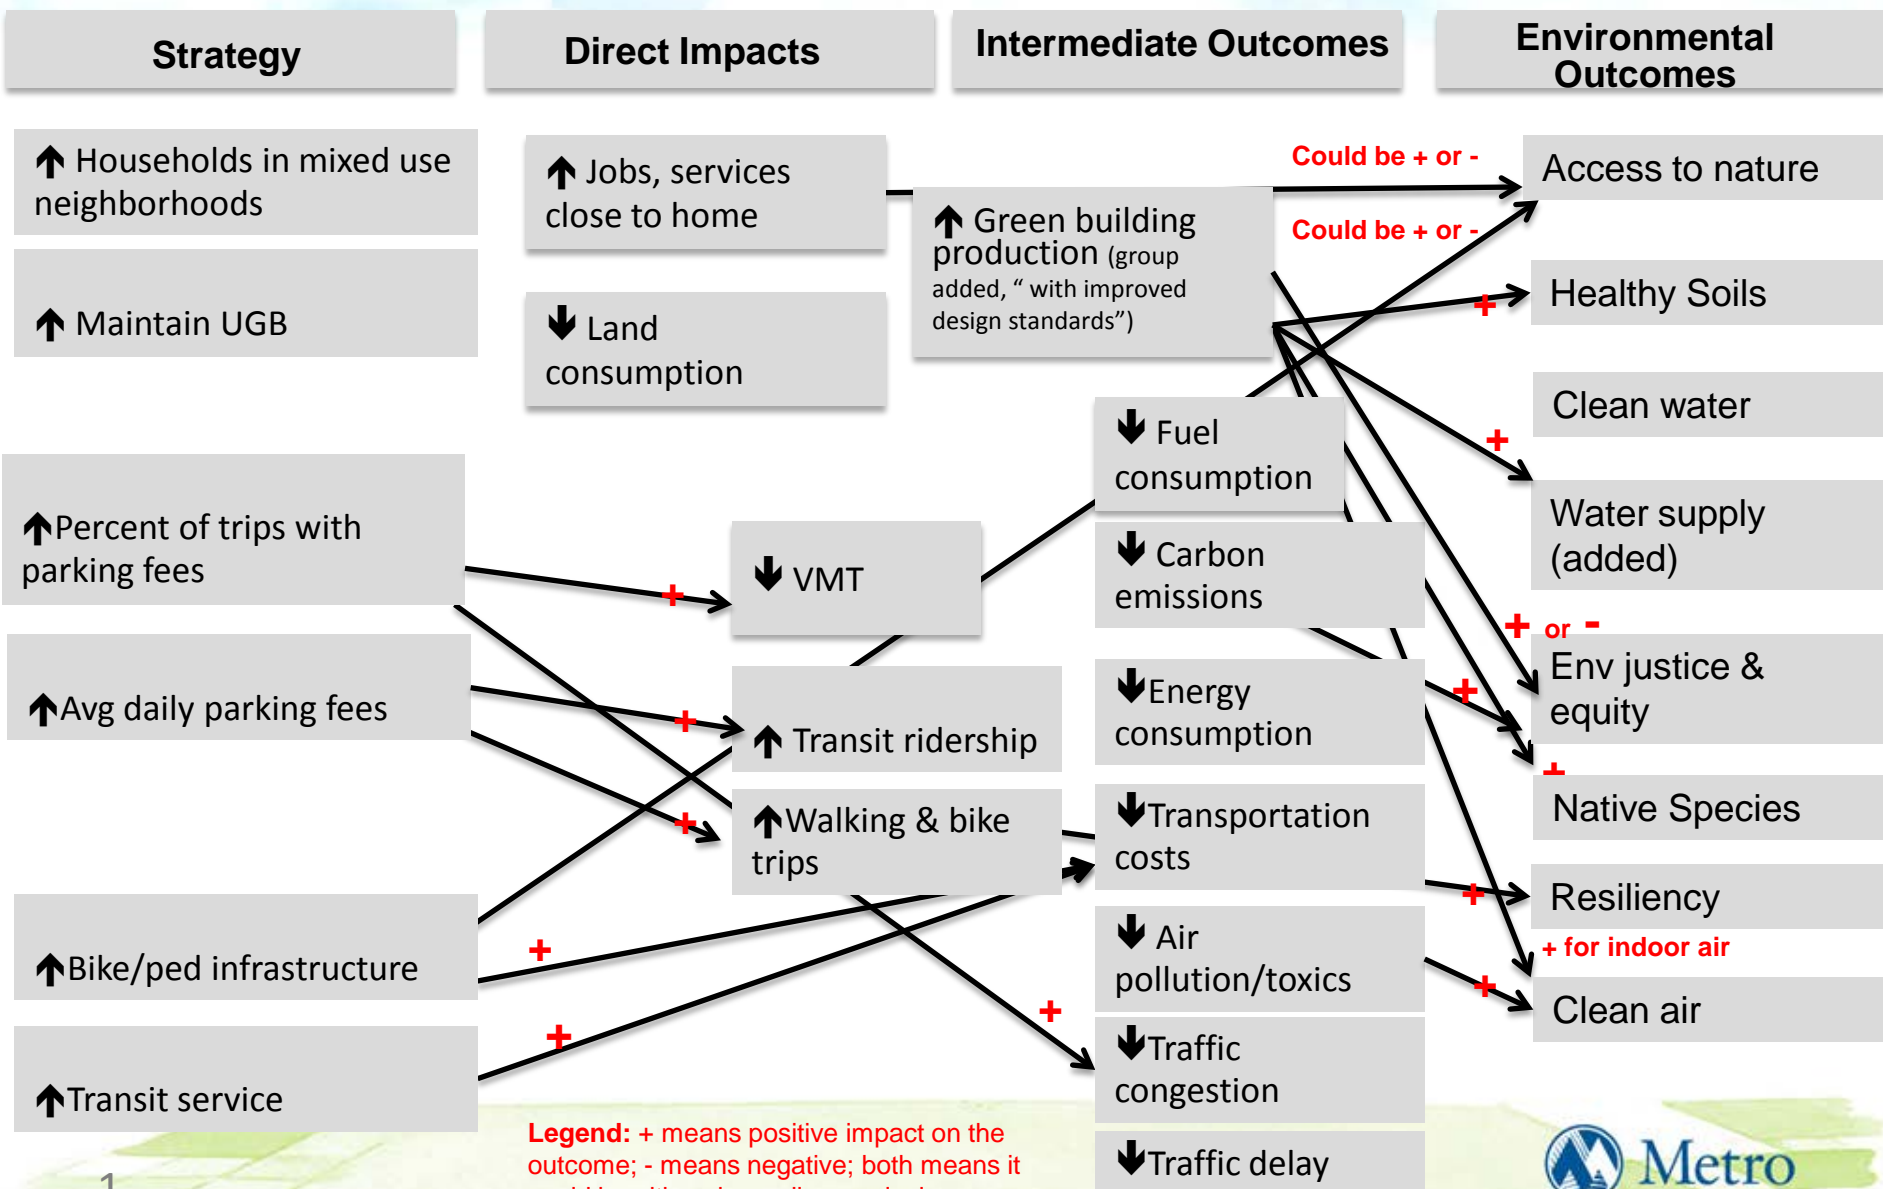 Strategy
Direct Impacts
Intermediate Outcomes
Environmental
Outcomes
↑ Households in mixed use
neighborhoods
↑ Maintain UGB
↑Percent of trips with
parking fees
↑Avg daily parking fees
↑Bike/ped infrastructure
↑Transit service
↑ Jobs, services
close to home
↓ Land
consumption
↓ VMT
↑ Transit ridership
↑Walking & bike
trips
↑ Green building
production (group
added, “ with improved
design standards”)
↓ Fuel
consumption
↓ Carbon
emissions
↓Energy
consumption
↓Transportation
costs
↓ Air
pollution/toxics
↓Traffic
congestion
↓Traffic delay
Could be + or -
Could be + or -
Access to nature
+
Healthy Soils
Clean water
+
Water supply
(added)
+ or -
Env justice &
equity
+
+
Native Species
+
Resiliency
+ for indoor air
+
Clean air
+
+
+
+
+
+
Legend: + means positive impact on the
outcome; - means negative; both means it
Metro